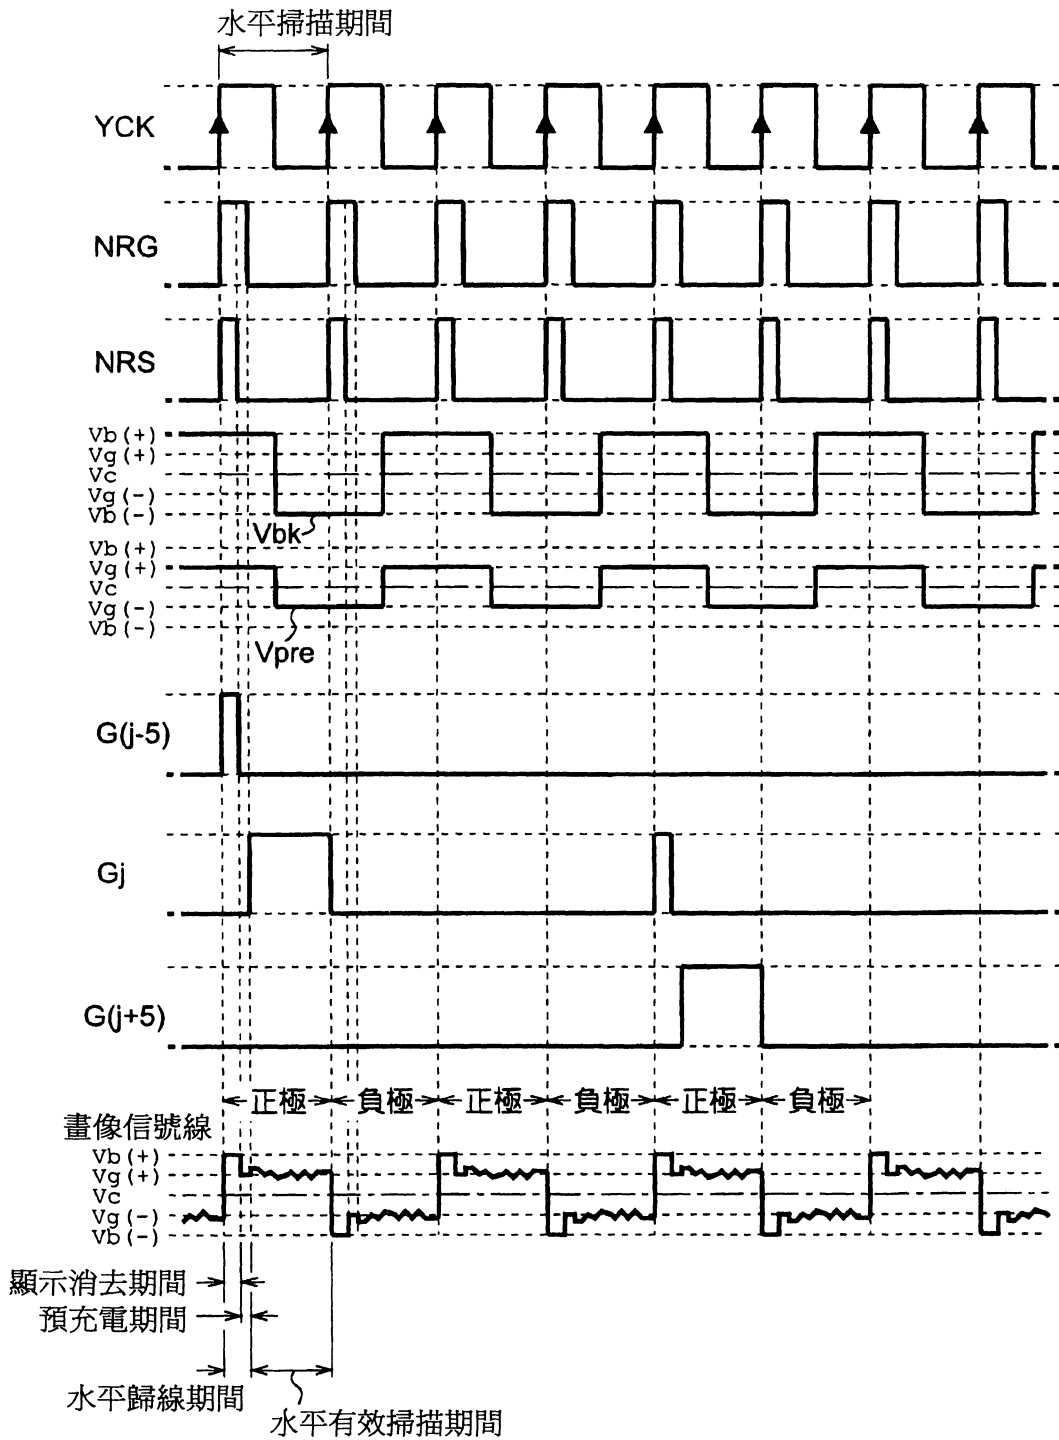 水平掃描期間
YCK
NRG
NRS
Vb(+)
Vg(+)
Vc
Vg(-)
Vb(-)
Vbk
Vb(+)
Vg(+)
Vc
Vg(-)
Vb(-)
Vpre
G(j-5)
Gj
G(j+5)
正極 負極 正極 負極 正極 負極
畫像信號線
Vb(+)
Vg(+)
Vc
Vg(-)
Vb(-)
顯示消去期間
預充電期間
水平歸線期間
水平有效掃描期間